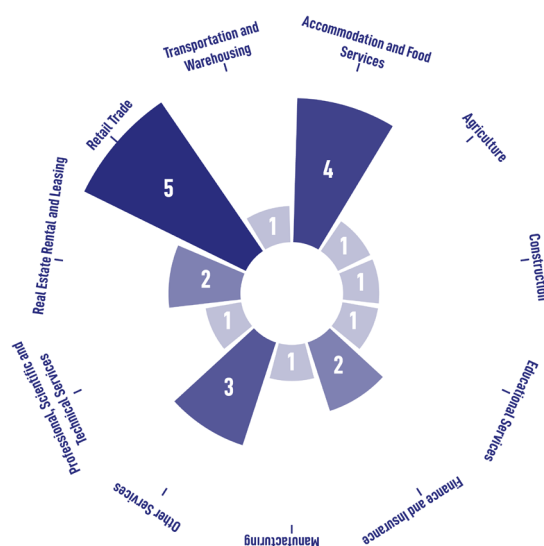 Accommodation and Food
Services
Agriculture
Construction
Educational Services
Finance and Insurance
Manufacturing
Other Services
Professional, Scientific and
Technical Services
Real Estate Rental and Leasing
Retail Trade
Transportation and
Warehousing
4
1
1
1
2
1
3
1
2
5
1